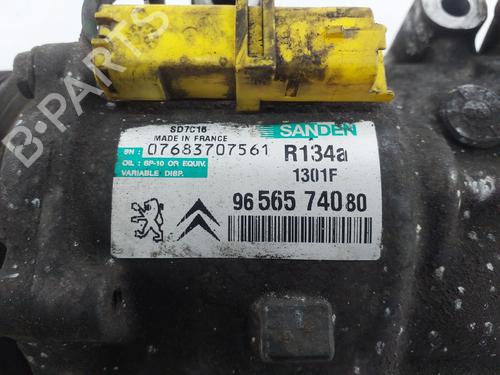 SD7C16
MADE IN FRANCE
SANDEN
SN: 07683707561
R134a
OIL: SP-10 OR EQUIV.
VARIABLE DISP.
1301F
96 565 740 80
B-Parts